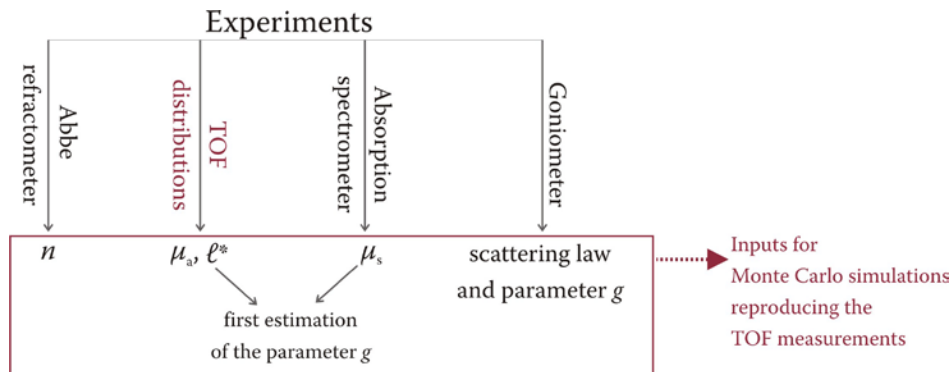 Experiments
Abbe
refractometer
TOF
distributions
Absorption
spectrometer
Goniometer
n
μₐ, ℓ*
μₛ
scattering law
and parameter g
first estimation
of the parameter g
Inputs for
Monte Carlo simulations
reproducing the
TOF measurements